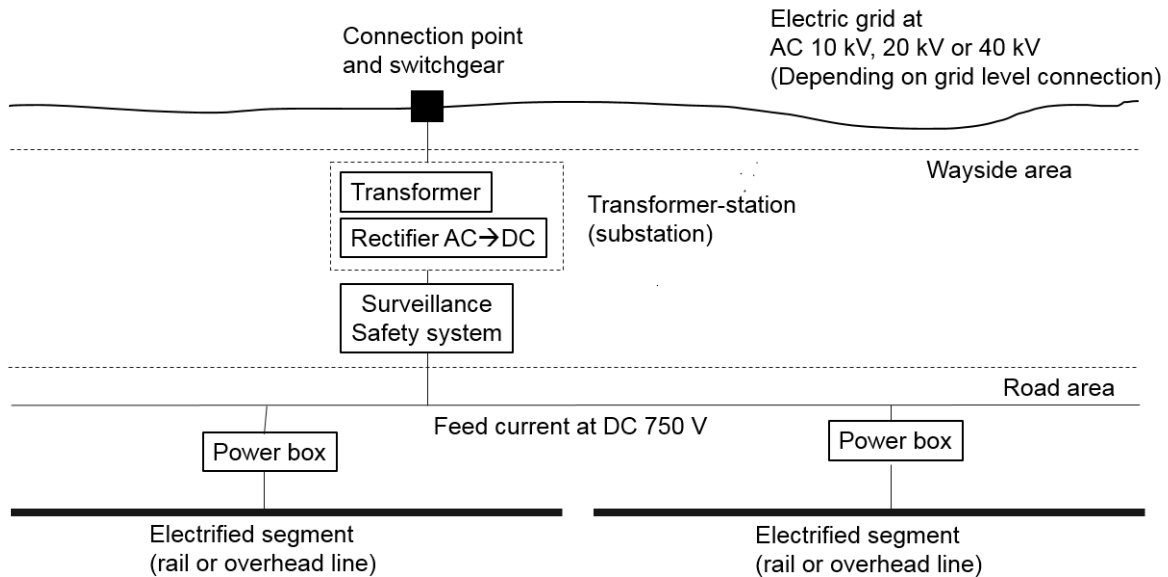 Connection point
and switchgear
Electric grid at
AC 10 kV, 20 kV or 40 kV
(Depending on grid level connection)
Wayside area
Transformer
Rectifier AC→DC
Transformer-station
(substation)
Surveillance
Safety system
Road area
Feed current at DC 750 V
Power box
Power box
Electrified segment
(rail or overhead line)
Electrified segment
(rail or overhead line)